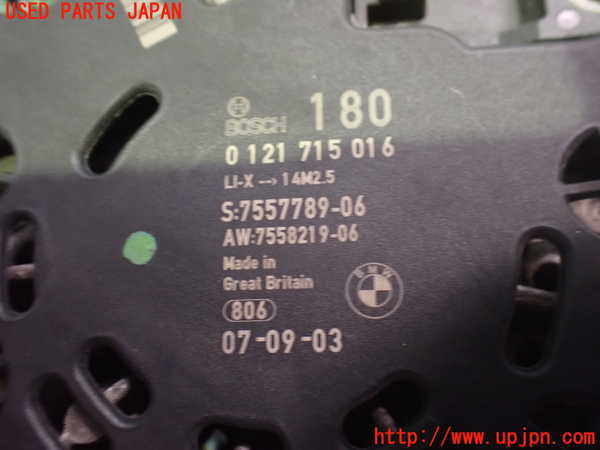 USED PARTS JAPAN
180
BOSCH
0 121 715 016
LI-X --> 14M2.5
S:7557789-06
AW:7558219-06
Made in
Great Britain
BMW
806
07-09-03
http://www.upjpn.com